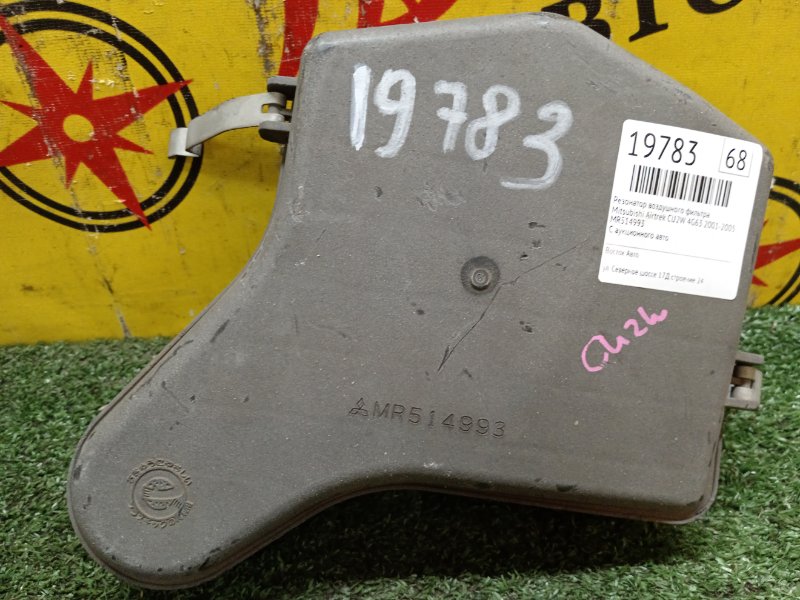 19783
19783 68
Резонатор воздушного фильтра
Mitsubishi Airtrek CU2W 4G63 2001-2005
MR514993
С аукционного авто
Восток Авто
ул. Северное шоссе 17Д строение 14
MR514993